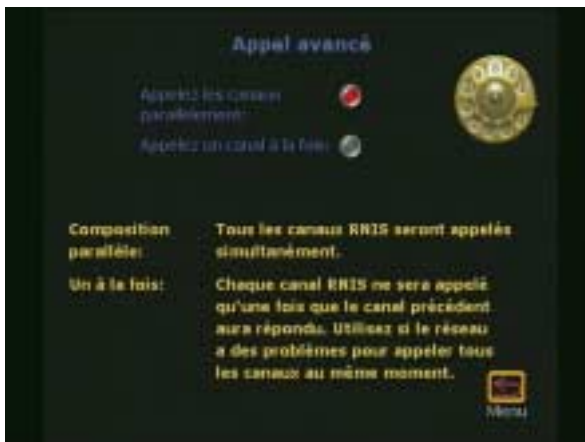 Appel avancé
Appelez les canaux
parallèlement:
Appelez un canal à la fois:
Composition
parallèle:
Tous les canaux RNIS seront appelés
simultanément.
Un à la fois:
Chaque canal RNIS ne sera appelé
qu'une fois que le canal précédent
aura répondu. Utilisez si le réseau
a des problèmes pour appeler tous
les canaux au même moment.
Menu